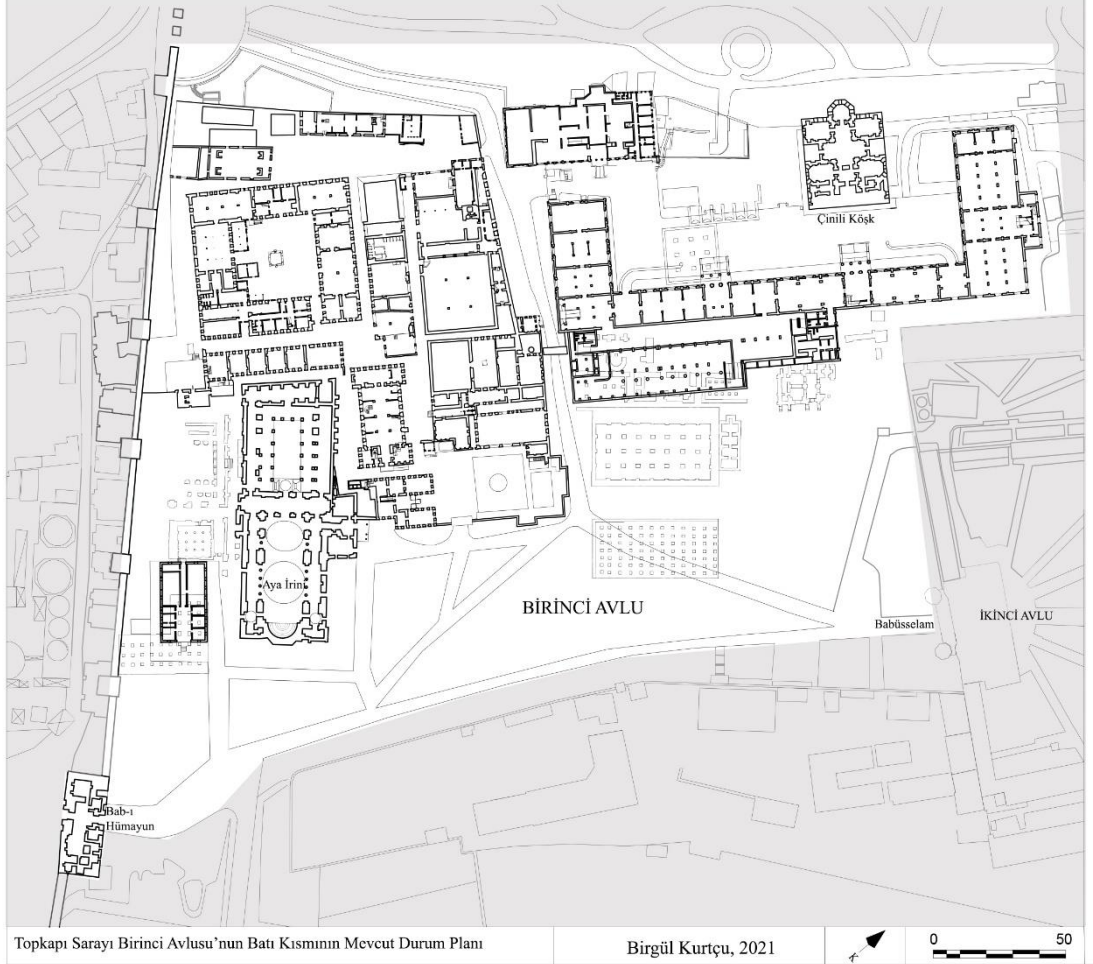 Çinili Köşk
Aya İrini
BİRİNCİ AVLU
Babüsselam
İKİNCİ AVLU
Bab-ı
Hümayun
Topkapı Sarayı Birinci Avlusu’nun Batı Kısmının Mevcut Durum Planı
Birgül Kurtçu, 2021
K
0 50